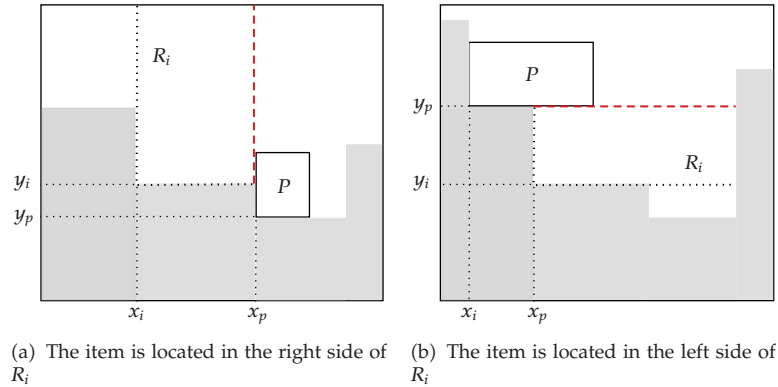 R_i
P
y_i
y_p
x_i
x_p
(a) The item is located in the right side of
R_i
P
y_p
R_i
y_i
x_i
x_p
(b) The item is located in the left side of
R_i